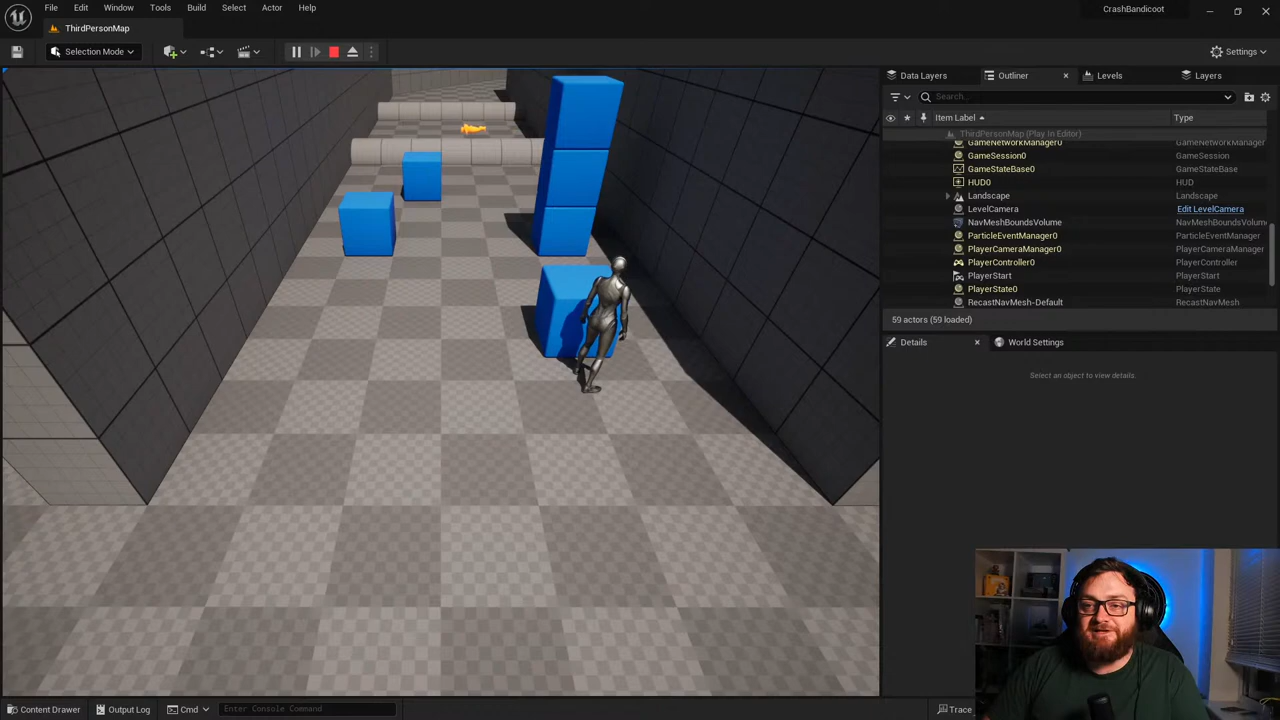 File Edit Window Tools Build Select Actor Help
CrashBandicoot
ThirdPersonMap
Selection Mode
Settings
Data Layers Outliner Levels Layers
Search...
Item Label Type
ThirdPersonMap (Play In Editor)
GameNetworkManager0 GameNetworkManager
GameSession0 GameSession
GameStateBase0 GameStateBase
HUD0 HUD
Landscape Landscape
LevelCamera Edit LevelCamera
NavMeshBoundsVolume NavMeshBoundsVolum
ParticleEventManager0 ParticleEventManager
PlayerCameraManager0 PlayerCameraManager
PlayerController0 PlayerController
PlayerStart PlayerStart
PlayerState0 PlayerState
RecastNavMesh-Default RecastNavMesh
59 actors (59 loaded)
Details World Settings
Select an object to view details.
Content Drawer Output Log Cmd Enter Console Command Trace